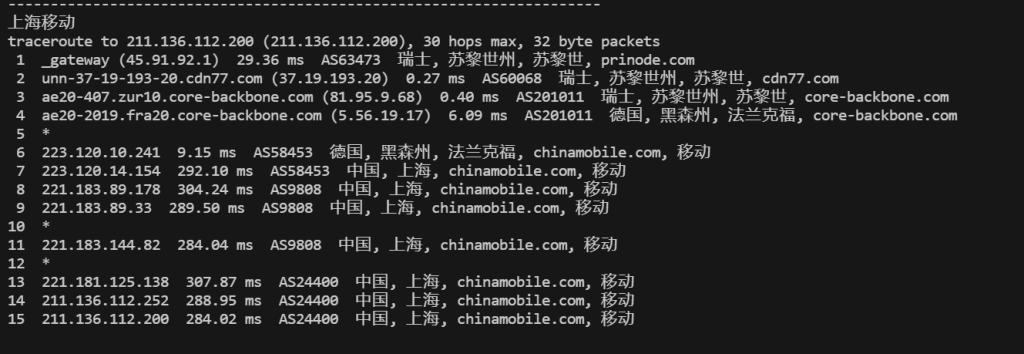 ----------------------------------------------------------------------
上海移动
traceroute to 211.136.112.200 (211.136.112.200), 30 hops max, 32 byte packets
1 _gateway (45.91.92.1) 29.36 ms AS63473 瑞士, 苏黎世州, 苏黎世, prinode.com
2 unn-37-19-193-20.cdn77.com (37.19.193.20) 0.27 ms AS60068 瑞士, 苏黎世州, 苏黎世, cdn77.com
3 ae20-407.zur10.core-backbone.com (81.95.9.68) 0.40 ms AS201011 瑞士, 苏黎世州, 苏黎世, core-backbone.com
4 ae20-2019.fra20.core-backbone.com (5.56.19.17) 6.09 ms AS201011 德国, 黑森州, 法兰克福, core-backbone.com
5 *
6 223.120.10.241 9.15 ms AS58453 德国, 黑森州, 法兰克福, chinamobile.com, 移动
7 223.120.14.154 292.10 ms AS58453 中国, 上海, chinamobile.com, 移动
8 221.183.89.178 304.24 ms AS9808 中国, 上海, chinamobile.com, 移动
9 221.183.89.33 289.50 ms AS9808 中国, 上海, chinamobile.com, 移动
10 *
11 221.183.144.82 284.04 ms AS9808 中国, 上海, chinamobile.com, 移动
12 *
13 221.181.125.138 307.87 ms AS24400 中国, 上海, chinamobile.com, 移动
14 211.136.112.252 288.95 ms AS24400 中国, 上海, chinamobile.com, 移动
15 211.136.112.200 284.02 ms AS24400 中国, 上海, chinamobile.com, 移动